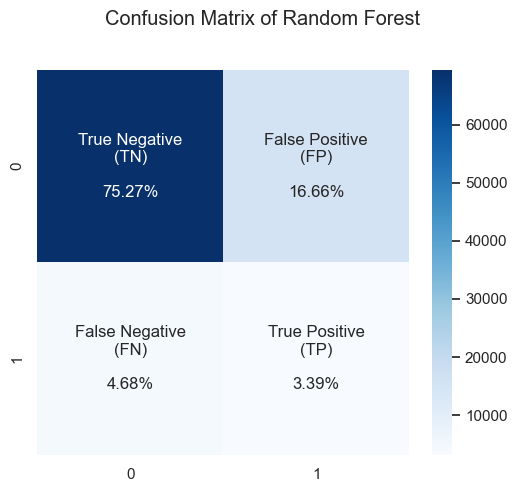 Confusion Matrix of Random Forest
True Negative
(TN)
75.27%
False Positive
(FP)
16.66%
False Negative
(FN)
4.68%
True Positive
(TP)
3.39%
0
1
0
1
60000
50000
40000
30000
20000
10000